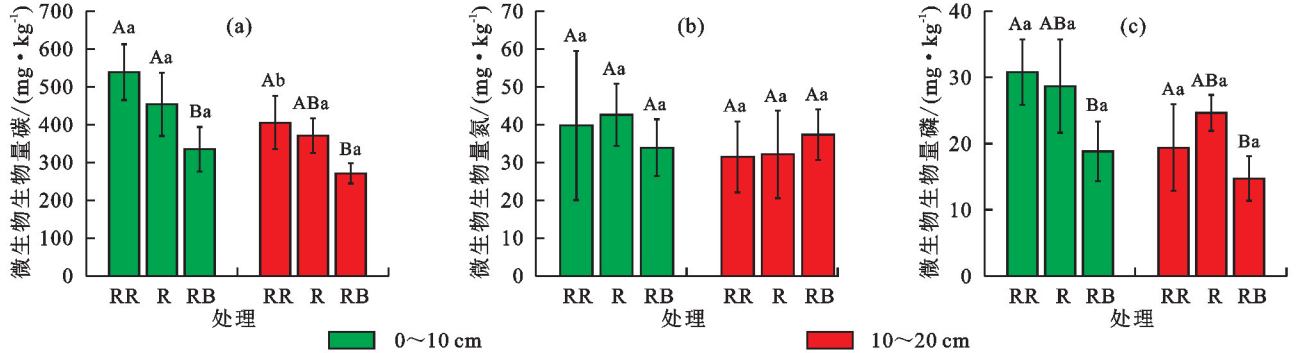 微生物生物量碳/(mg·kg⁻¹)
700
600
500
400
300
200
100
0
(a)
Aa
Aa
Ba
Ab
ABa
Ba
RR
R
RB
RR
R
RB
处理
微生物生物量氮/(mg·kg⁻¹)
70
60
50
40
30
20
10
0
(b)
Aa
Aa
Aa
Aa
Aa
Aa
RR
R
RB
RR
R
RB
处理
微生物生物量磷/(mg·kg⁻¹)
40
30
20
10
0
(c)
Aa
ABa
Ba
Aa
ABa
Ba
RR
R
RB
RR
R
RB
处理
0～10 cm
10～20 cm